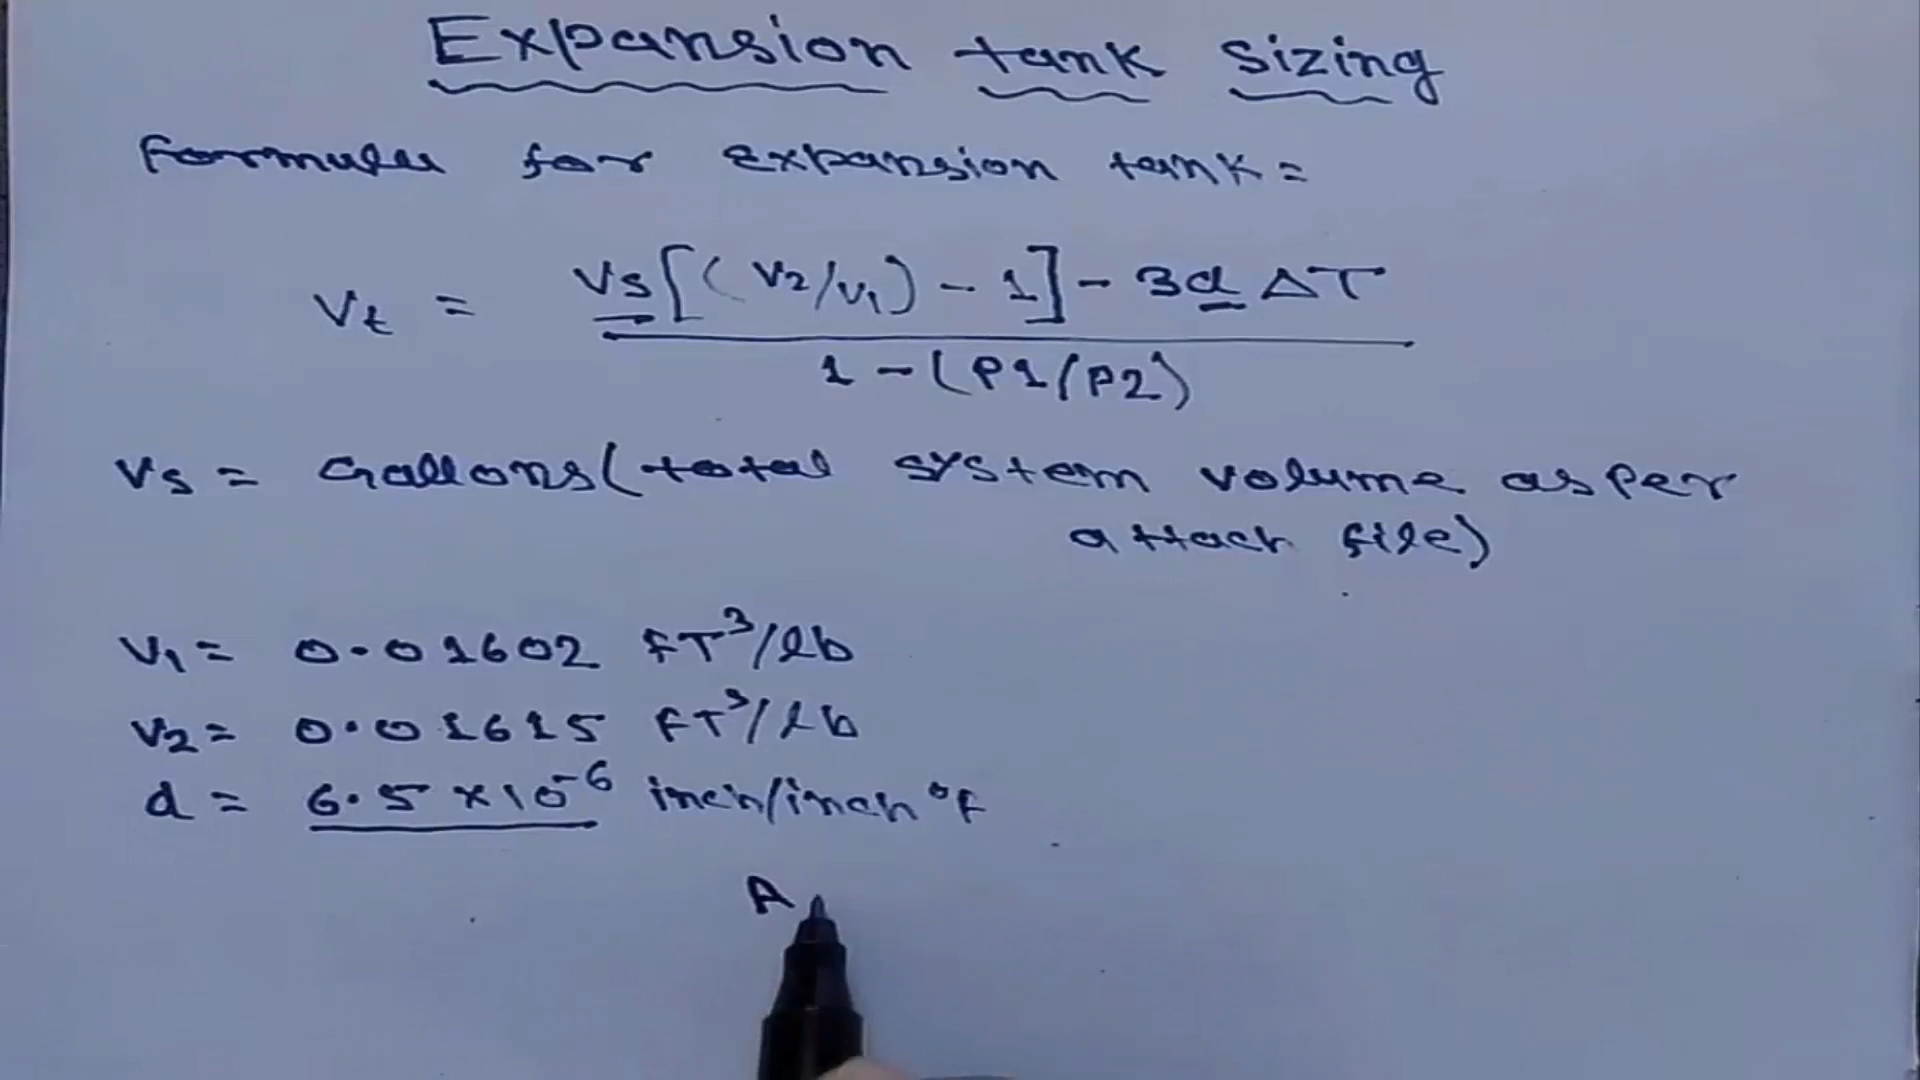 Expansion tank sizing
formula for Expansion tank =
Vt = Vs[(V2/V1) - 1] - 3α ΔT
1 - (P1/P2)
Vs = Gallons (total system volume as per
attach file)
V1 = 0.01602 FT³/lb
V2 = 0.01615 FT³/lb
α = 6.5 × 10⁻⁶ inch/inch °F
A